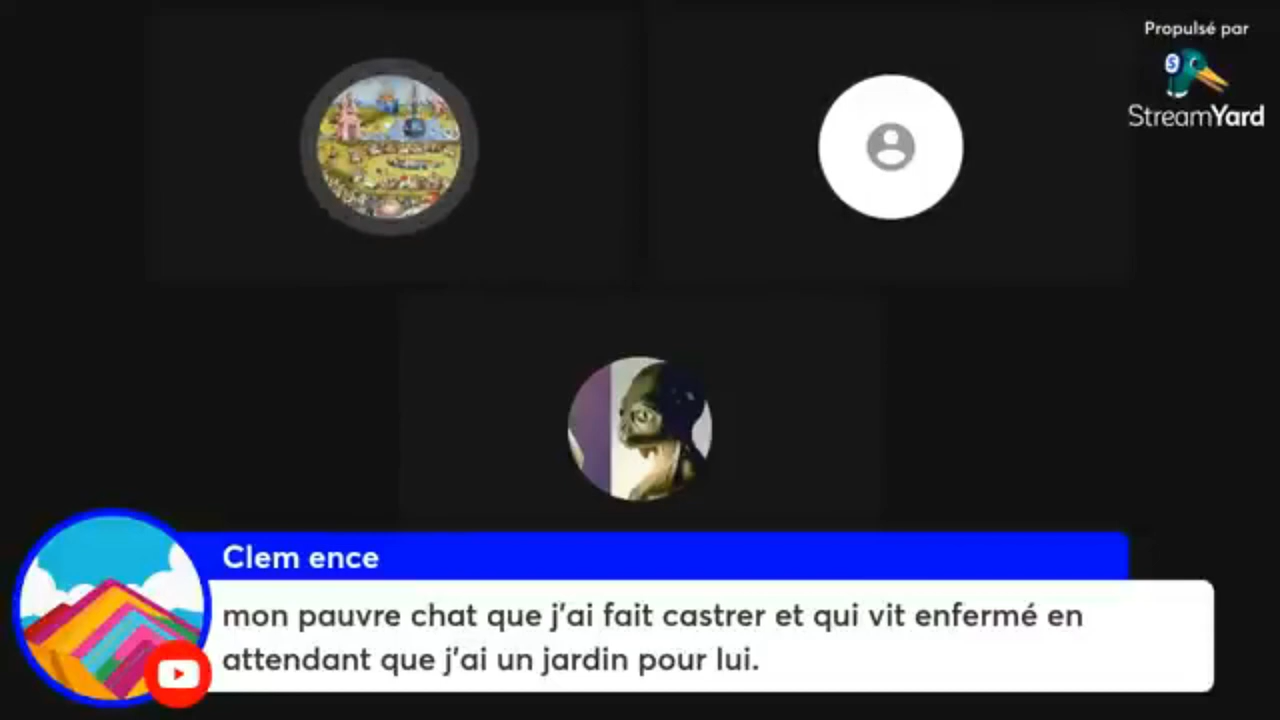 Propulsé par
StreamYard
Clem ence
mon pauvre chat que j'ai fait castrer et qui vit enfermé en
attendant que j'ai un jardin pour lui.